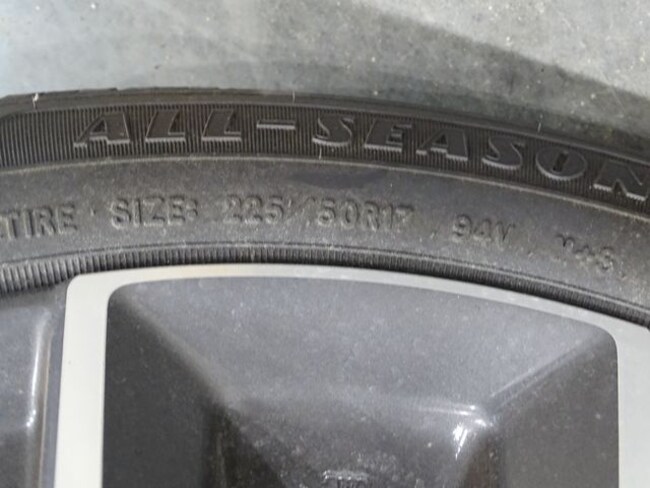 ALL-SEASON
TIRE SIZE: 225/50R17 94V M+S